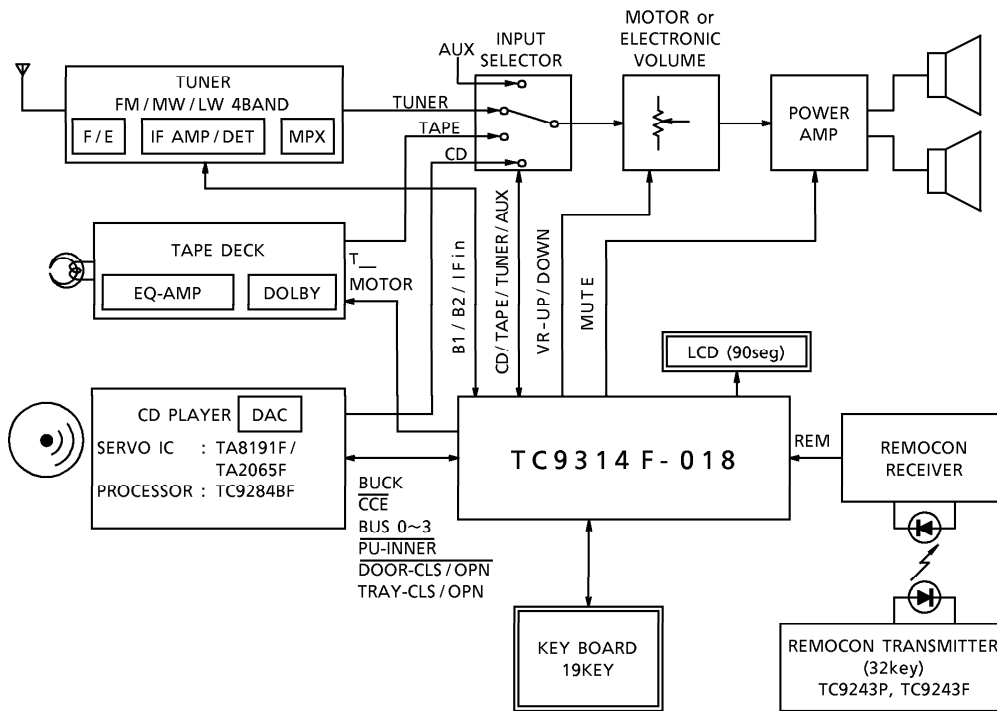 AUX
INPUT
SELECTOR
MOTOR or
ELECTRONIC
VOLUME
TUNER
FM / MW / LW 4BAND
F / E
IF AMP / DET
MPX
TUNER
TAPE
CD
POWER
AMP
TAPE DECK
EQ-AMP
DOLBY
T__
MOTOR
B1 / B2 / IFin
CD / TAPE / TUNER / AUX
VR-UP / DOWN
MUTE
LCD (90seg)
CD PLAYER
DAC
SERVO IC : TA8191F /
TA2065F
PROCESSOR : TC9284BF
TC9314F-018
REM
REMOCON
RECEIVER
BUCK
CCE
BUS 0~3
PU-INNER
DOOR-CLS / OPN
TRAY-CLS / OPN
KEY BOARD
19KEY
REMOCON TRANSMITTER
(32key)
TC9243P, TC9243F